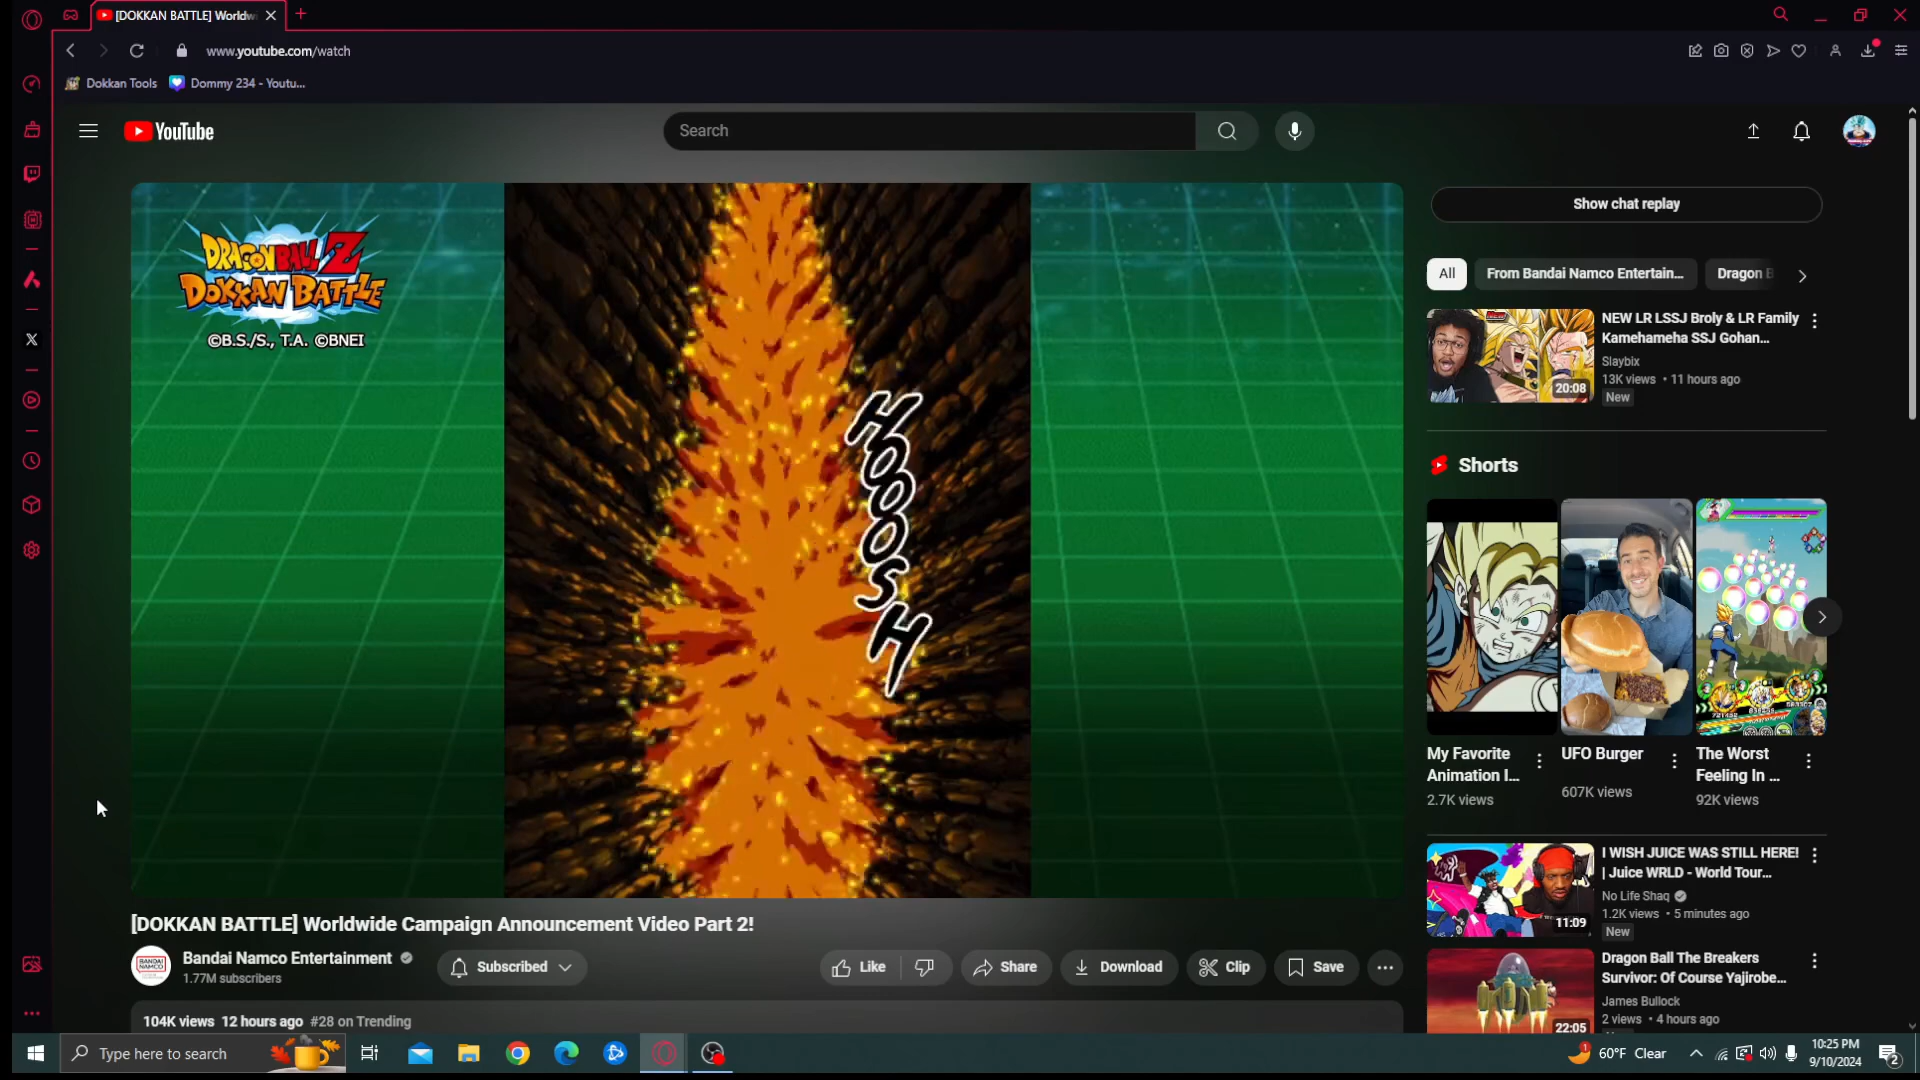 [DOKKAN BATTLE] Worldw
www.youtube.com/watch
Dokkan Tools
Dommy 234 - Youtu...
YouTube
Search
Show chat replay
DRAGON BALL Z
DOKKAN BATTLE
©B.S./S., T.A. ©BNEI
HOOOOSH
All
From Bandai Namco Entertain...
Dragon B
NEW LR LSSJ Broly & LR Family
Kamehameha SSJ Gohan...
Slaybix
13K views • 11 hours ago
New
20:08
Shorts
My Favorite
Animation I...
2.7K views
UFO Burger
607K views
The Worst
Feeling In ...
92K views
I WISH JUICE WAS STILL HERE!
| Juice WRLD - World Tour...
No Life Shaq
1.2K views • 5 minutes ago
New
11:09
Dragon Ball The Breakers
Survivor: Of Course Yajirobe...
James Bullock
2 views • 4 hours ago
22:05
[DOKKAN BATTLE] Worldwide Campaign Announcement Video Part 2!
BANDAI
NAMCO
Bandai Namco Entertainment
1.77M subscribers
Subscribed
Like
Share
Download
Clip
Save
104K views 12 hours ago #28 on Trending
Type here to search
1
60°F Clear
10:25 PM
9/10/2024
2